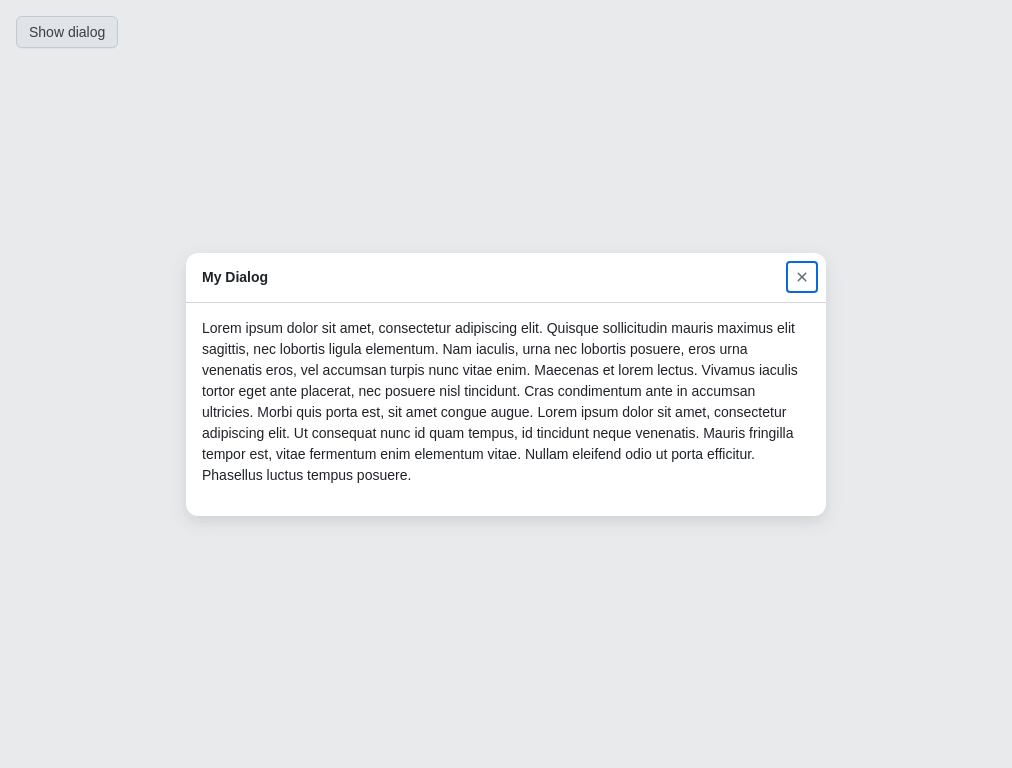 Show dialog
My Dialog
Lorem ipsum dolor sit amet, consectetur adipiscing elit. Quisque sollicitudin mauris maximus elit
sagittis, nec lobortis ligula elementum. Nam iaculis, urna nec lobortis posuere, eros urna
venenatis eros, vel accumsan turpis nunc vitae enim. Maecenas et lorem lectus. Vivamus iaculis
tortor eget ante placerat, nec posuere nisl tincidunt. Cras condimentum ante in accumsan
ultricies. Morbi quis porta est, sit amet congue augue. Lorem ipsum dolor sit amet, consectetur
adipiscing elit. Ut consequat nunc id quam tempus, id tincidunt neque venenatis. Mauris fringilla
tempor est, vitae fermentum enim elementum vitae. Nullam eleifend odio ut porta efficitur.
Phasellus luctus tempus posuere.